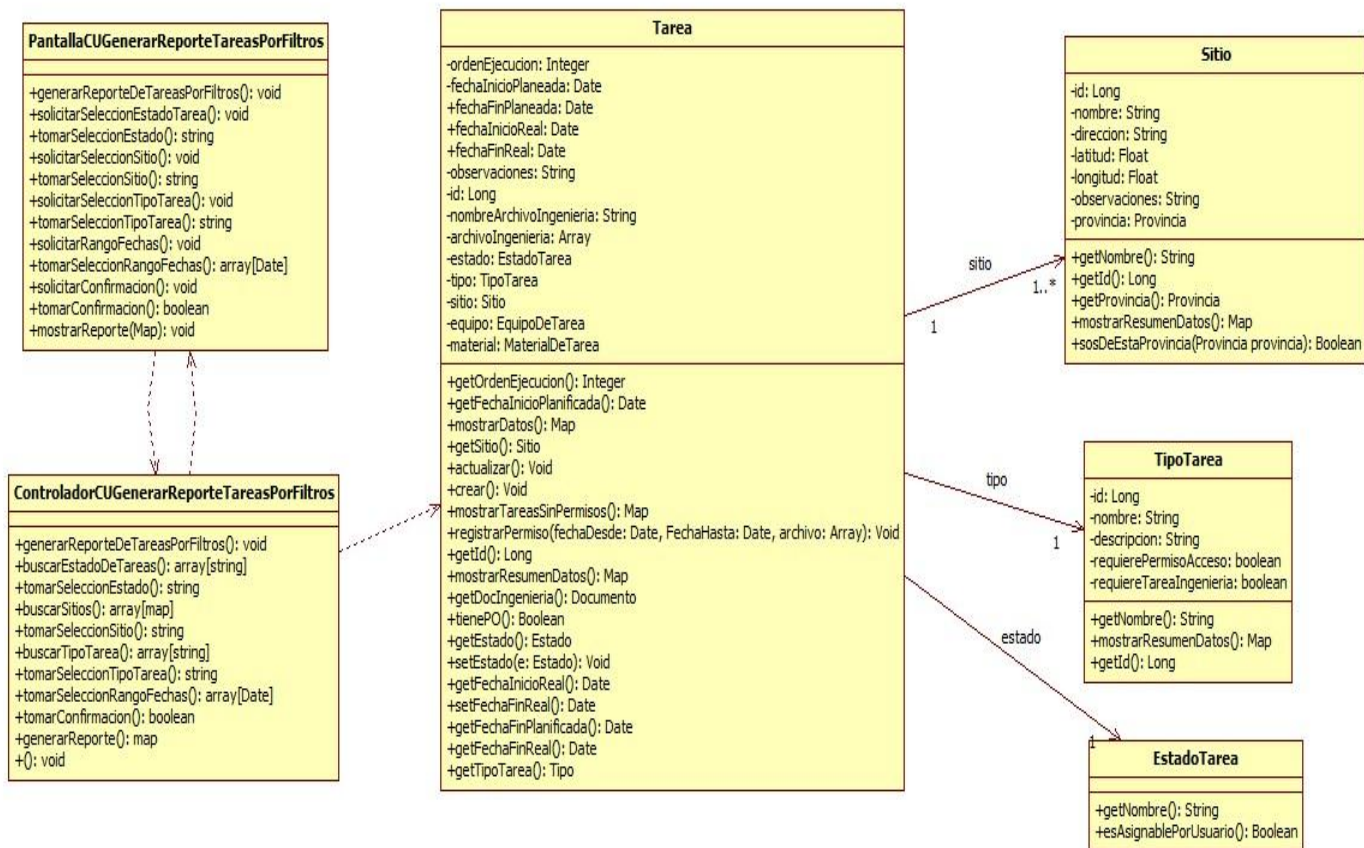 PantallaCUGenerarReporteTareasPorFiltros
+generarReporteDeTareasPorFiltros(): void
+solicitarSeleccionEstadoTarea(): void
+tomarSeleccionEstado(): string
+solicitarSeleccionSitio(): void
+tomarSeleccionSitio(): string
+solicitarSeleccionTipoTarea(): void
+tomarSeleccionTipoTarea(): string
+solicitarRangoFechas(): void
+tomarSeleccionRangoFechas(): array[Date]
+solicitarConfirmacion(): void
+tomarConfirmacion(): boolean
+mostrarReporte(Map): void
ControladorCUGenerarReporteTareasPorFiltros
+generarReporteDeTareasPorFiltros(): void
+buscarEstadoDeTareas(): array[string]
+tomarSeleccionEstado(): string
+buscarSitios(): array[map]
+tomarSeleccionSitio(): string
+buscarTipoTarea(): array[string]
+tomarSeleccionTipoTarea(): string
+tomarSeleccionRangoFechas(): array[Date]
+tomarConfirmacion(): boolean
+generarReporte(): map
+(): void
Tarea
-ordenEjecucion: Integer
-fechaInicioPlaneada: Date
+fechaFinPlaneada: Date
+fechaInicioReal: Date
+fechaFinReal: Date
-observaciones: String
-id: Long
-nombreArchivoIngenieria: String
-archivoIngenieria: Array
-estado: EstadoTarea
-tipo: TipoTarea
-sitio: Sitio
-equipo: EquipoDeTarea
-material: MaterialDeTarea
+getOrdenEjecucion(): Integer
+getFechaInicioPlanificada(): Date
+mostrarDatos(): Map
+getSitio(): Sitio
+actualizar(): Void
+crear(): Void
+mostrarTareasSinPermisos(): Map
+registrarPermiso(fechaDesde: Date, FechaHasta: Date, archivo: Array): Void
+getId(): Long
+mostrarResumenDatos(): Map
+getDocIngenieria(): Documento
+tienePO(): Boolean
+getEstado(): Estado
+setEstado(e: Estado): Void
+getFechaInicioReal(): Date
+setFechaFinReal(): Date
+getFechaFinPlanificada(): Date
+getFechaFinReal(): Date
+getTipoTarea(): Tipo
sitio
1..*
1
tipo
1
estado
1
Sitio
-id: Long
-nombre: String
-direccion: String
-latitud: Float
-longitud: Float
-observaciones: String
-provincia: Provincia
+getNombre(): String
+getId(): Long
+getProvincia(): Provincia
+mostrarResumenDatos(): Map
+sosDeEstaProvincia(Provincia provincia): Boolean
TipoTarea
-id: Long
-nombre: String
-descripcion: String
-requierePermisoAcceso: boolean
-requiereTareaIngenieria: boolean
+getNombre(): String
+mostrarResumenDatos(): Map
+getId(): Long
EstadoTarea
+getNombre(): String
+esAsignablePorUsuario(): Boolean